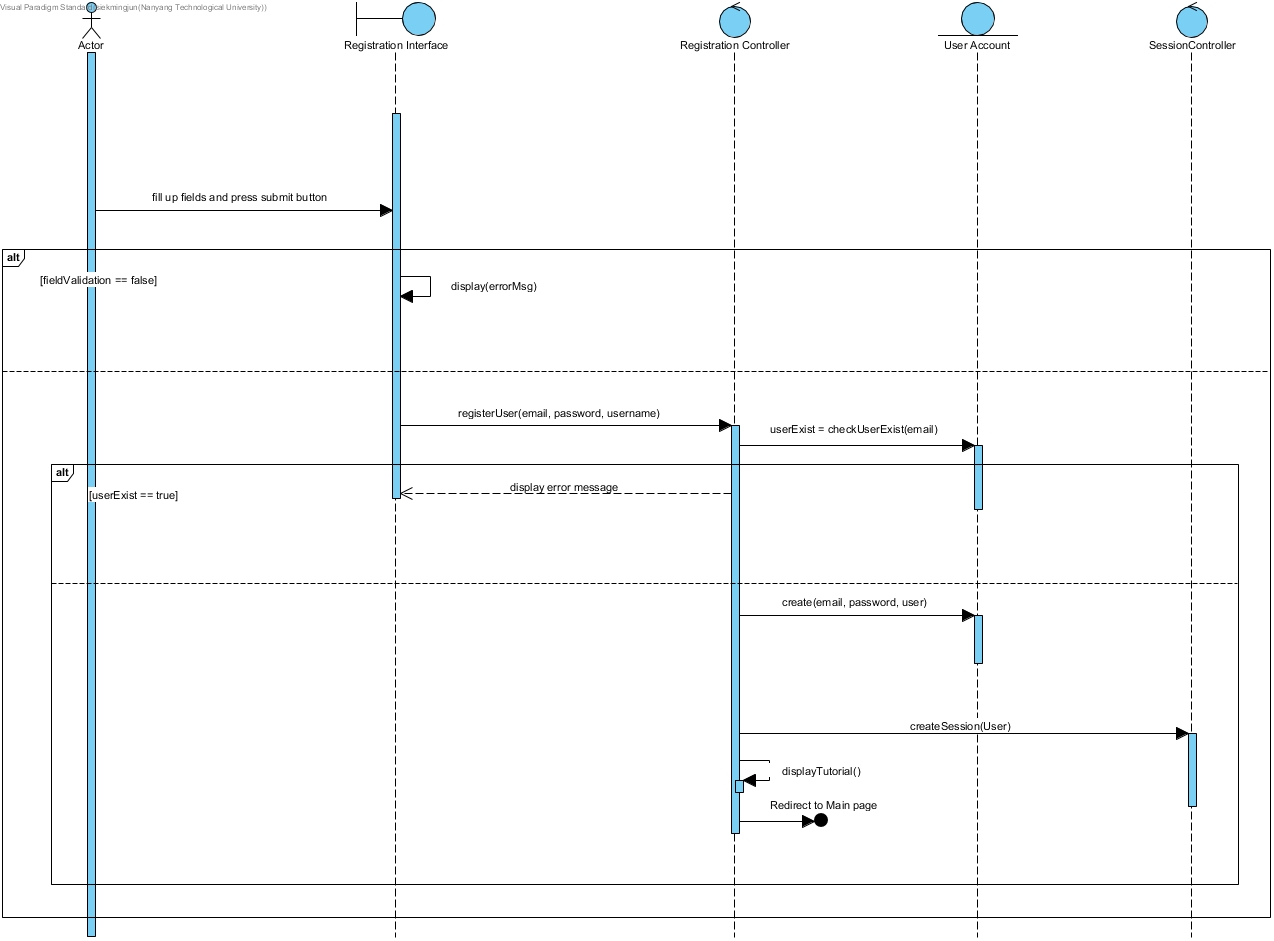 Visual Paradigm Standard(sekmingjun(Nanyang Technological University))
Actor
Registration Interface
Registration Controller
User Account
SessionController
fill up fields and press submit button
alt
[fieldValidation == false]
display(errorMsg)
registerUser(email, password, username)
userExist = checkUserExist(email)
alt
[userExist == true]
display error message
create(email, password, user)
createSession(User)
displayTutorial()
Redirect to Main page